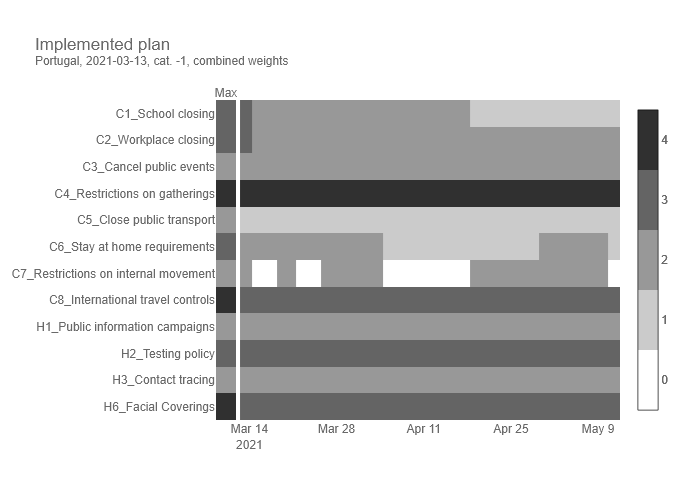 Implemented plan
Portugal, 2021-03-13, cat. -1, combined weights
Max
C1_School closing
C2_Workplace closing
C3_Cancel public events
C4_Restrictions on gatherings
C5_Close public transport
C6_Stay at home requirements
C7_Restrictions on internal movement
C8_International travel controls
H1_Public information campaigns
H2_Testing policy
H3_Contact tracing
H6_Facial Coverings
Mar 14 Mar 28 Apr 11 Apr 25 May 9
2021
4
3
2
1
0